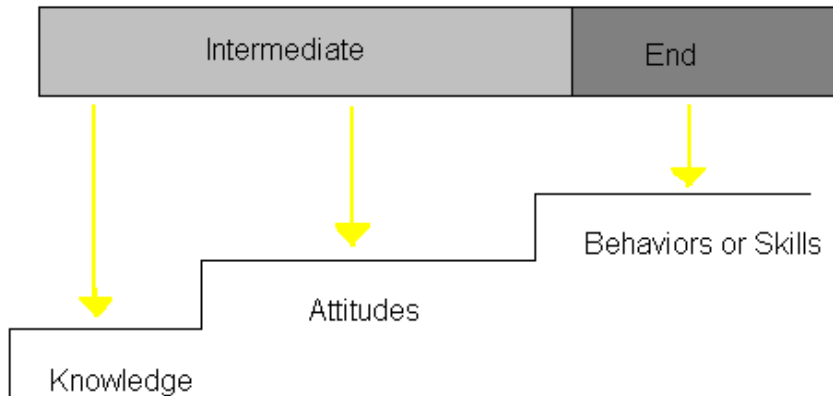 Intermediate
End
Behaviors or Skills
Attitudes
Knowledge